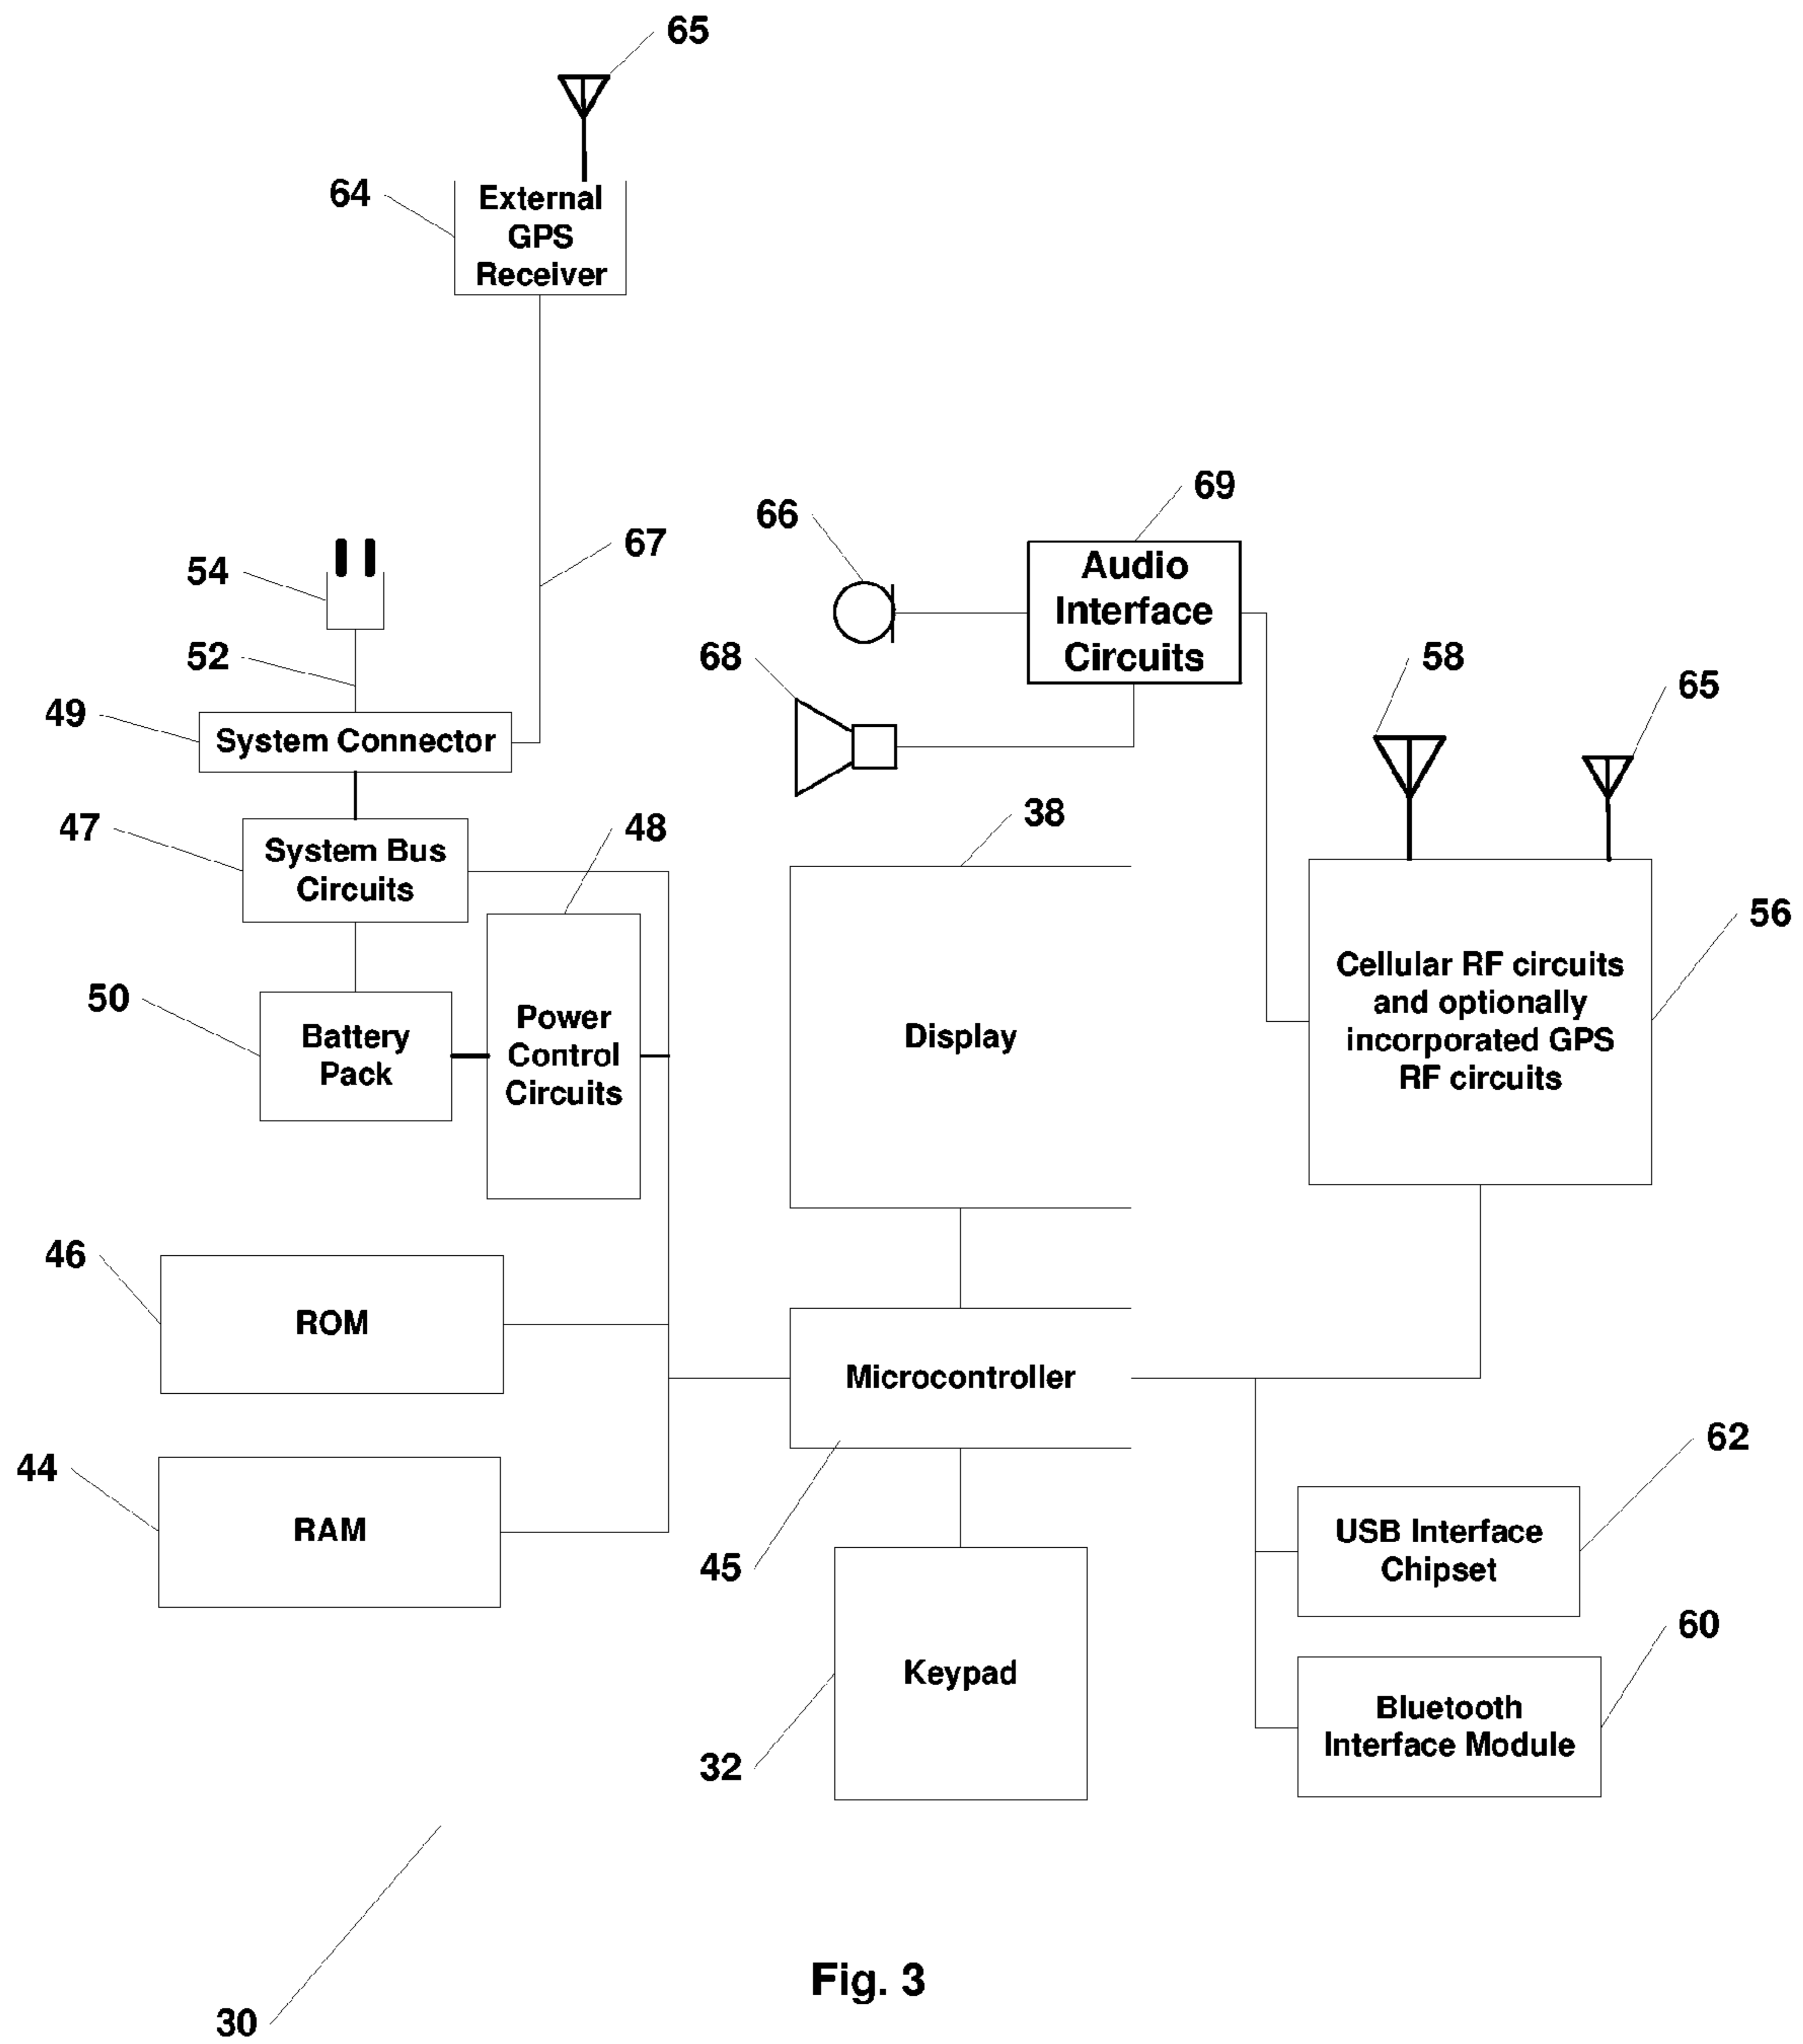 65
64
External
GPS
Receiver
67
54
52
49
System Connector
47
System Bus
Circuits
48
50
Battery
Pack
Power
Control
Circuits
46
ROM
44
RAM
66
69
Audio
Interface
Circuits
68
58
65
38
Display
56
Cellular RF circuits
and optionally
incorporated GPS
RF circuits
Microcontroller
45
62
USB Interface
Chipset
60
Bluetooth
Interface Module
Keypad
32
30
Fig. 3